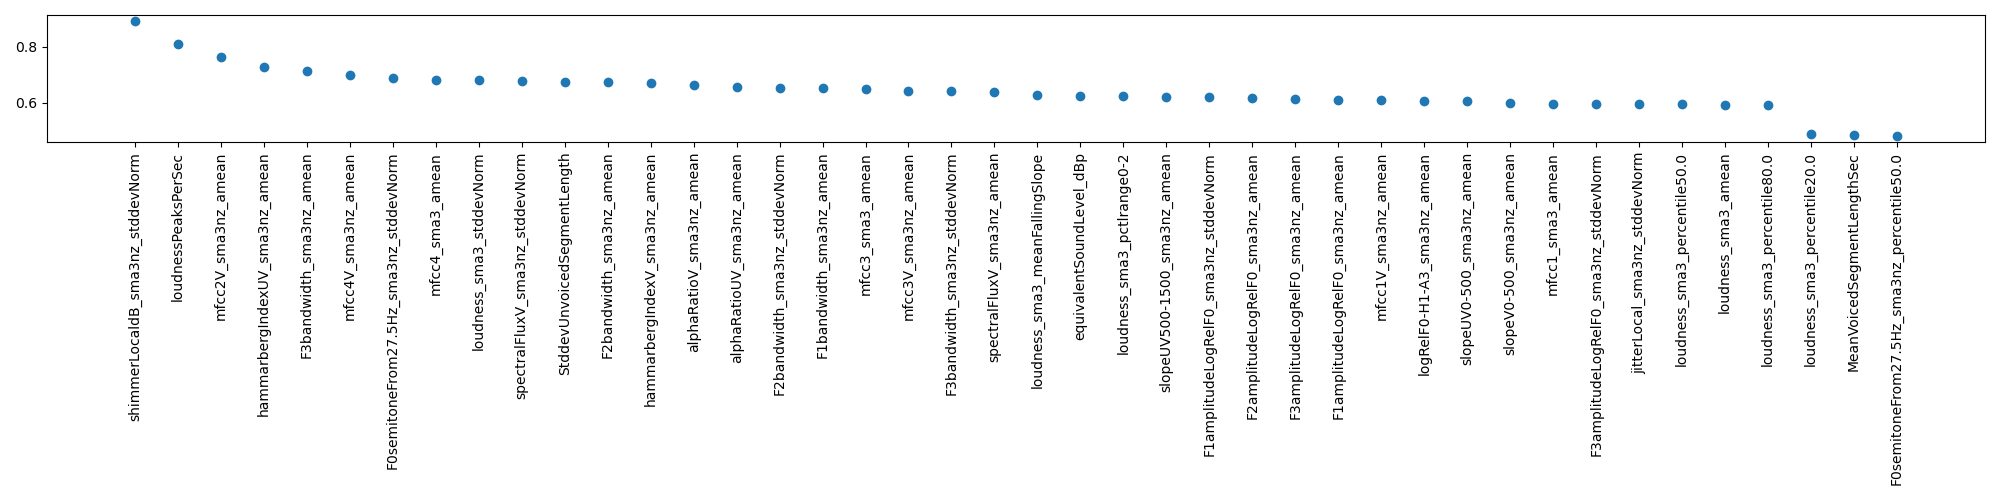 0.8
0.6
shimmerLocaldB_sma3nz_stddevNorm
loudnessPeaksPerSec
mfcc2V_sma3nz_amean
hammarbergIndexUV_sma3nz_amean
F3bandwidth_sma3nz_amean
mfcc4V_sma3nz_amean
F0semitoneFrom27.5Hz_sma3nz_stddevNorm
mfcc4_sma3_amean
loudness_sma3_stddevNorm
spectralFluxV_sma3nz_stddevNorm
StddevUnvoicedSegmentLength
F2bandwidth_sma3nz_amean
hammarbergIndexV_sma3nz_amean
alphaRatioV_sma3nz_amean
alphaRatioUV_sma3nz_amean
F2bandwidth_sma3nz_stddevNorm
F1bandwidth_sma3nz_amean
mfcc3_sma3_amean
mfcc3V_sma3nz_amean
F3bandwidth_sma3nz_stddevNorm
spectralFluxV_sma3nz_amean
loudness_sma3_meanFallingSlope
equivalentSoundLevel_dBp
loudness_sma3_pctlrange0-2
slopeUV500-1500_sma3nz_amean
F1amplitudeLogRelF0_sma3nz_stddevNorm
F2amplitudeLogRelF0_sma3nz_amean
F3amplitudeLogRelF0_sma3nz_amean
F1amplitudeLogRelF0_sma3nz_amean
mfcc1V_sma3nz_amean
logRelF0-H1-A3_sma3nz_amean
slopeUV0-500_sma3nz_amean
slopeV0-500_sma3nz_amean
mfcc1_sma3_amean
F3amplitudeLogRelF0_sma3nz_stddevNorm
jitterLocal_sma3nz_stddevNorm
loudness_sma3_percentile50.0
loudness_sma3_amean
loudness_sma3_percentile80.0
loudness_sma3_percentile20.0
MeanVoicedSegmentLengthSec
F0semitoneFrom27.5Hz_sma3nz_percentile50.0